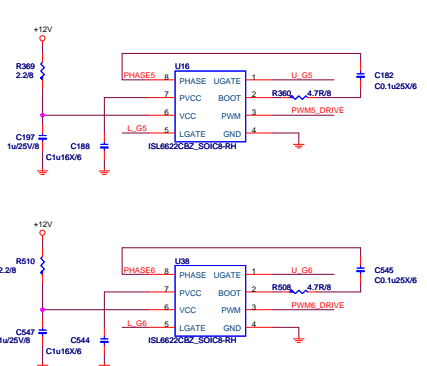 +12V
R369
2.2/8
U16
PHASE5 8 PHASE UGATE 1 U_G5
C182
C0.1u25X/6
7 PVCC BOOT 2 R360 4.7R/8
6 VCC PWM 3 PWM5_DRIVE
L_G5 5 LGATE GND 4
ISL6622CBZ_SOIC8-RH
C197
1u/25V/8
C188
C1u16X/6
+12V
R510
2.2/8
U38
PHASE6 8 PHASE UGATE 1 U_G6
C545
C0.1u25X/6
7 PVCC BOOT 2 R508 4.7R/8
6 VCC PWM 3 PWM6_DRIVE
L_G6 5 LGATE GND 4
ISL6622CBZ_SOIC8-RH
C547
1u/25V/8
C544
C1u16X/6